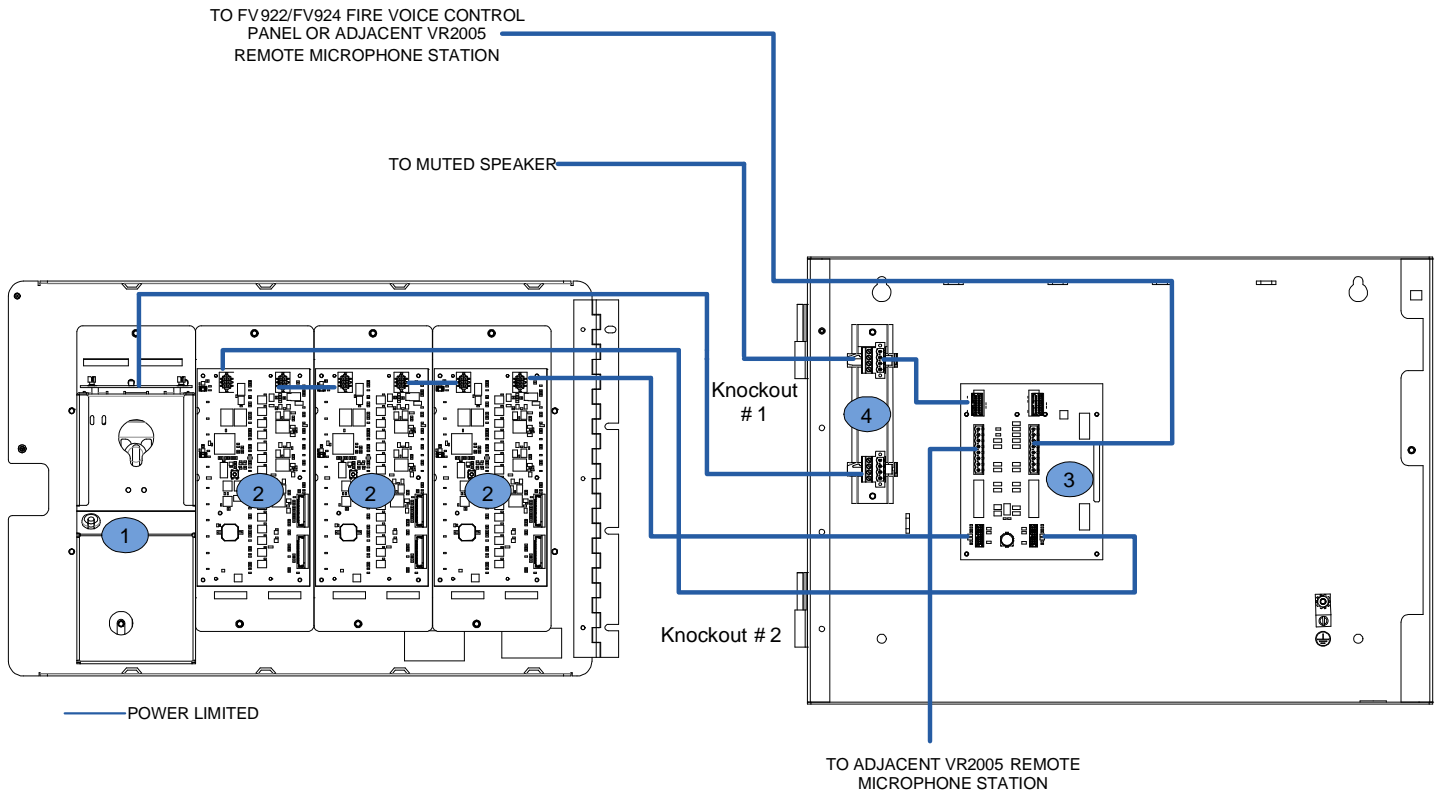 TO FV922/FV924 FIRE VOICE CONTROL
PANEL OR ADJACENT VR2005
REMOTE MICROPHONE STATION
TO MUTED SPEAKER
Knockout
# 1
4
3
2
2
2
1
Knockout # 2
POWER LIMITED
TO ADJACENT VR2005 REMOTE
MICROPHONE STATION